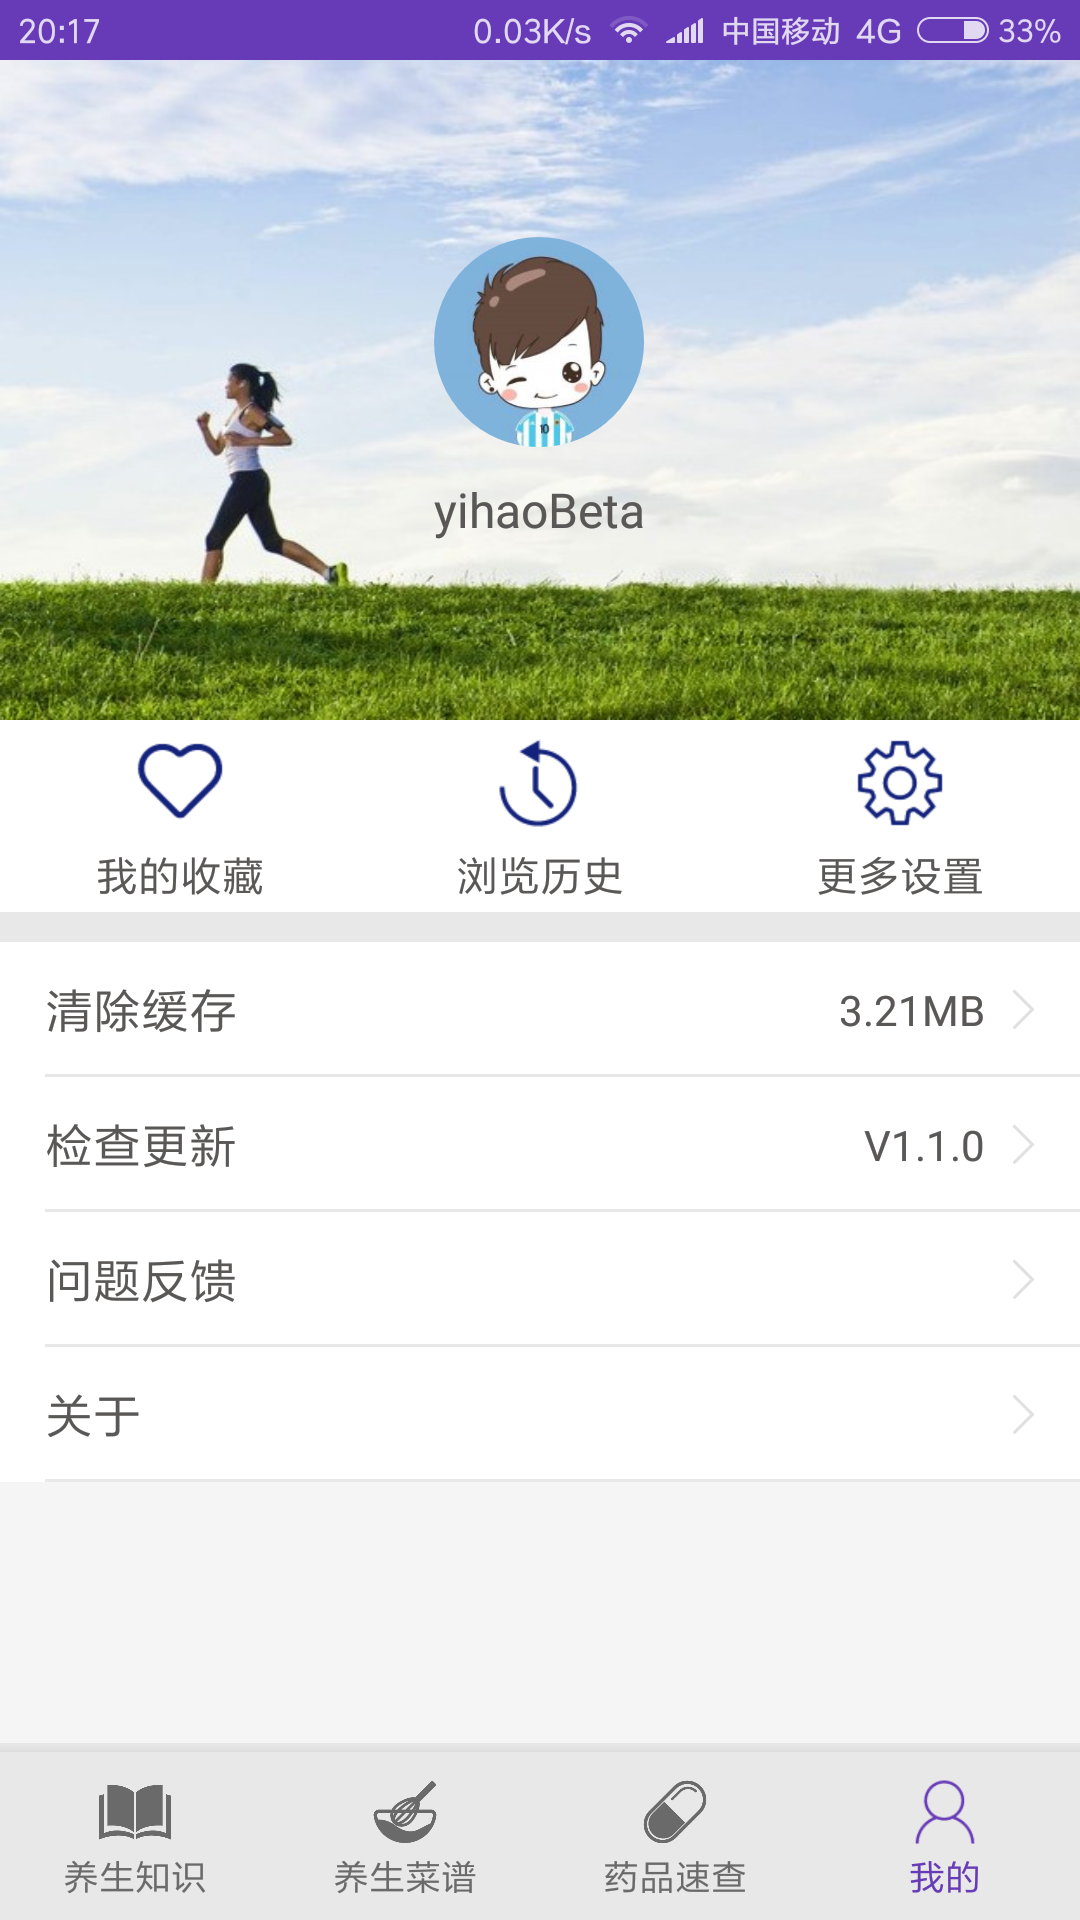 20:17 0.03K/s 中国移动 4G 33%
10
yihaoBeta
我的收藏 浏览历史 更多设置
清除缓存 3.21MB
检查更新 V1.1.0
问题反馈
关于
养生知识 养生菜谱 药品速查 我的